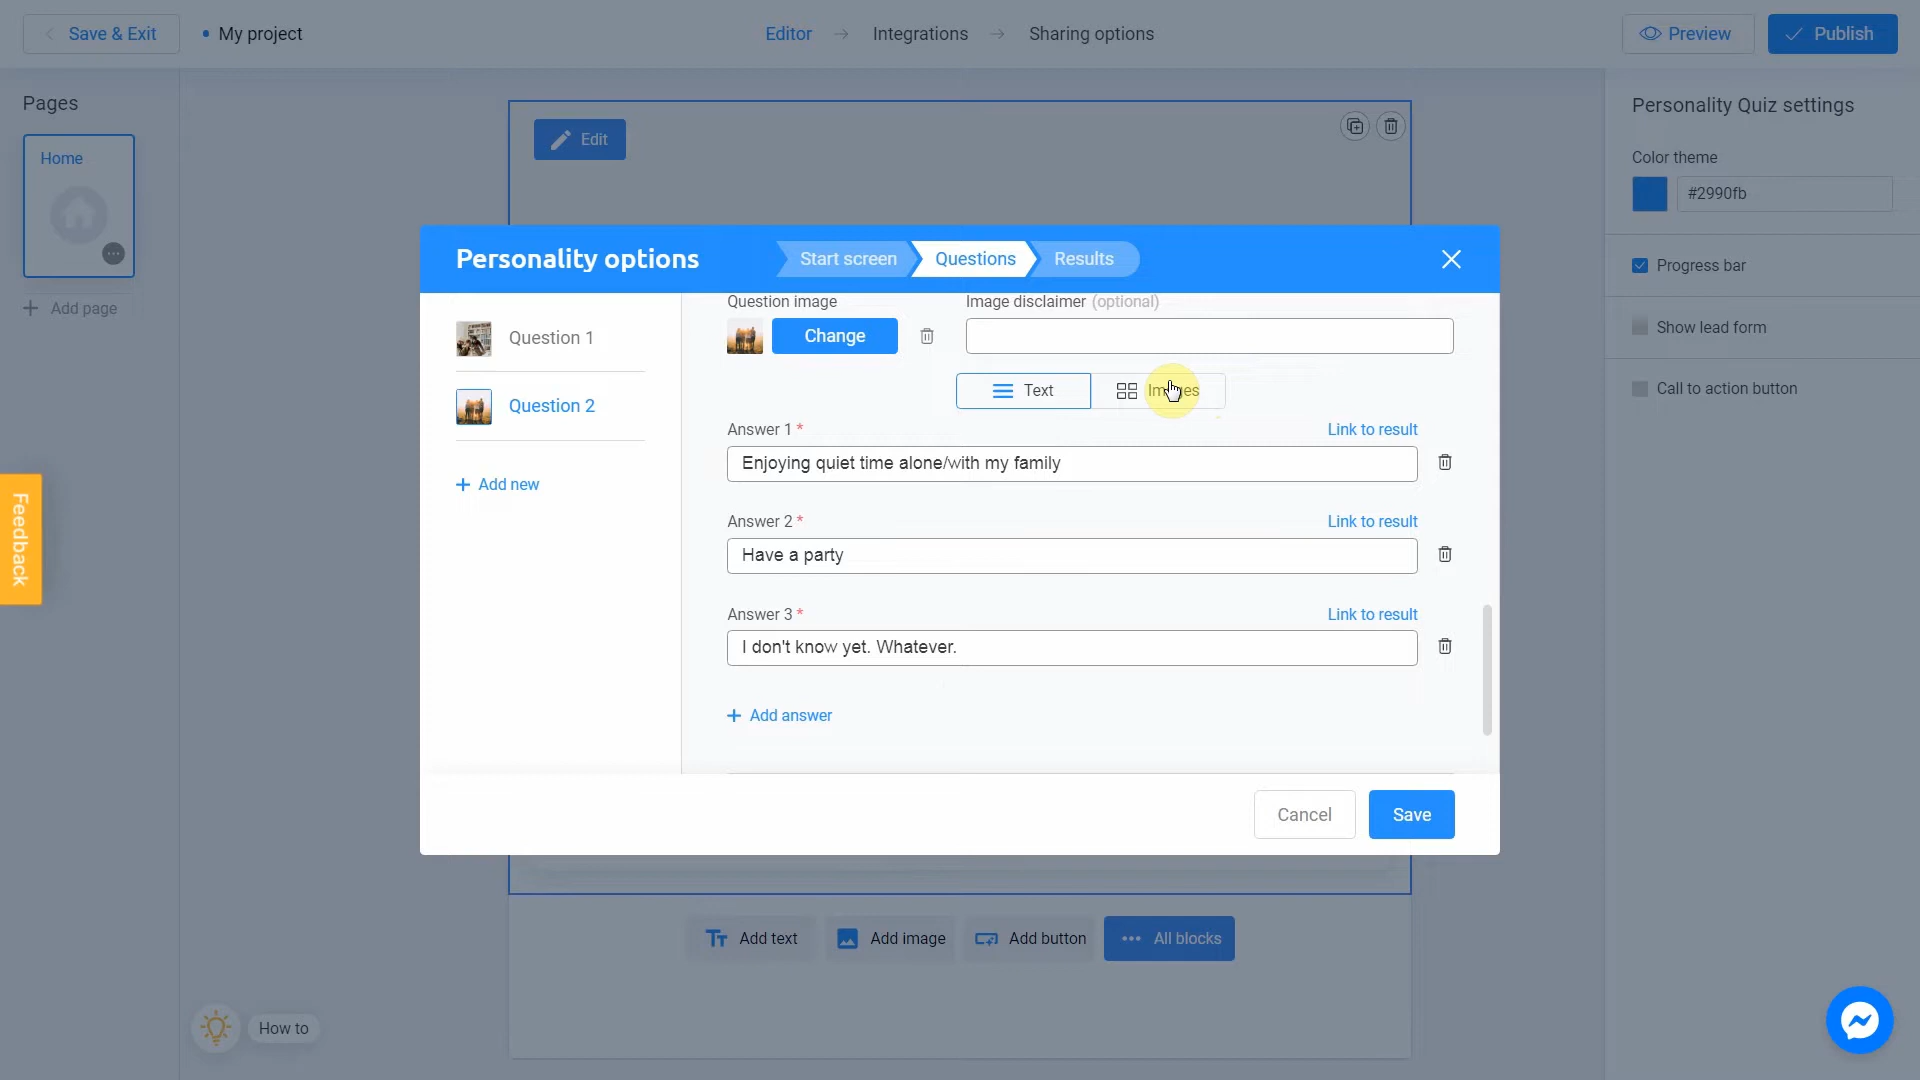 Save & Exit
My project
Editor
Integrations
Sharing options
Preview
Publish
Pages
Home
Add page
Edit
Personality Quiz settings
Color theme
#2990fb
Progress bar
Show lead form
Call to action button
Personality options
Start screen
Questions
Results
Question 1
Question 2
Add new
Question image
Image disclaimer (optional)
Change
Text
Images
Answer 1 *
Link to result
Enjoying quiet time alone/with my family
Answer 2 *
Link to result
Have a party
Answer 3 *
Link to result
I don't know yet. Whatever.
Add answer
Cancel
Save
Feedback
Add text
Add image
Add button
All blocks
How to